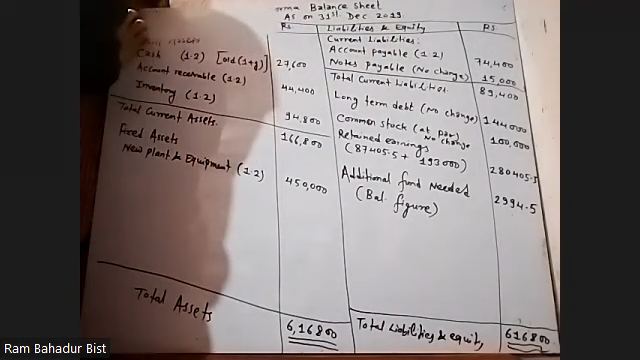 orma Balance Sheet
As on 31st Dec 2019
Rs
Cash (1.2) [old(1+g)] 27,600
Account receivable (1.2) 44,400
Inventory (1.2) 94,800
Total Current Assets. 166,800
Fixed Assets
New plant & Equipment (1.2) 450,000
Total Assets 6,16800
Liabilities & Equity Rs
Current Liabilities:
Account payable (1.2) 74,400
Notes payable (No change) 15,000
Total Current Liabilities. 89,400
Long term debt (No change) 144000
Common stock (at par) No change 100,000
Retained earnings
(87405.5 + 193000) 280405.5
Additional fund Needed 2994.5
(Bal. figure)
Total Liabilities & equity, 616800
Ram Bahadur Bist